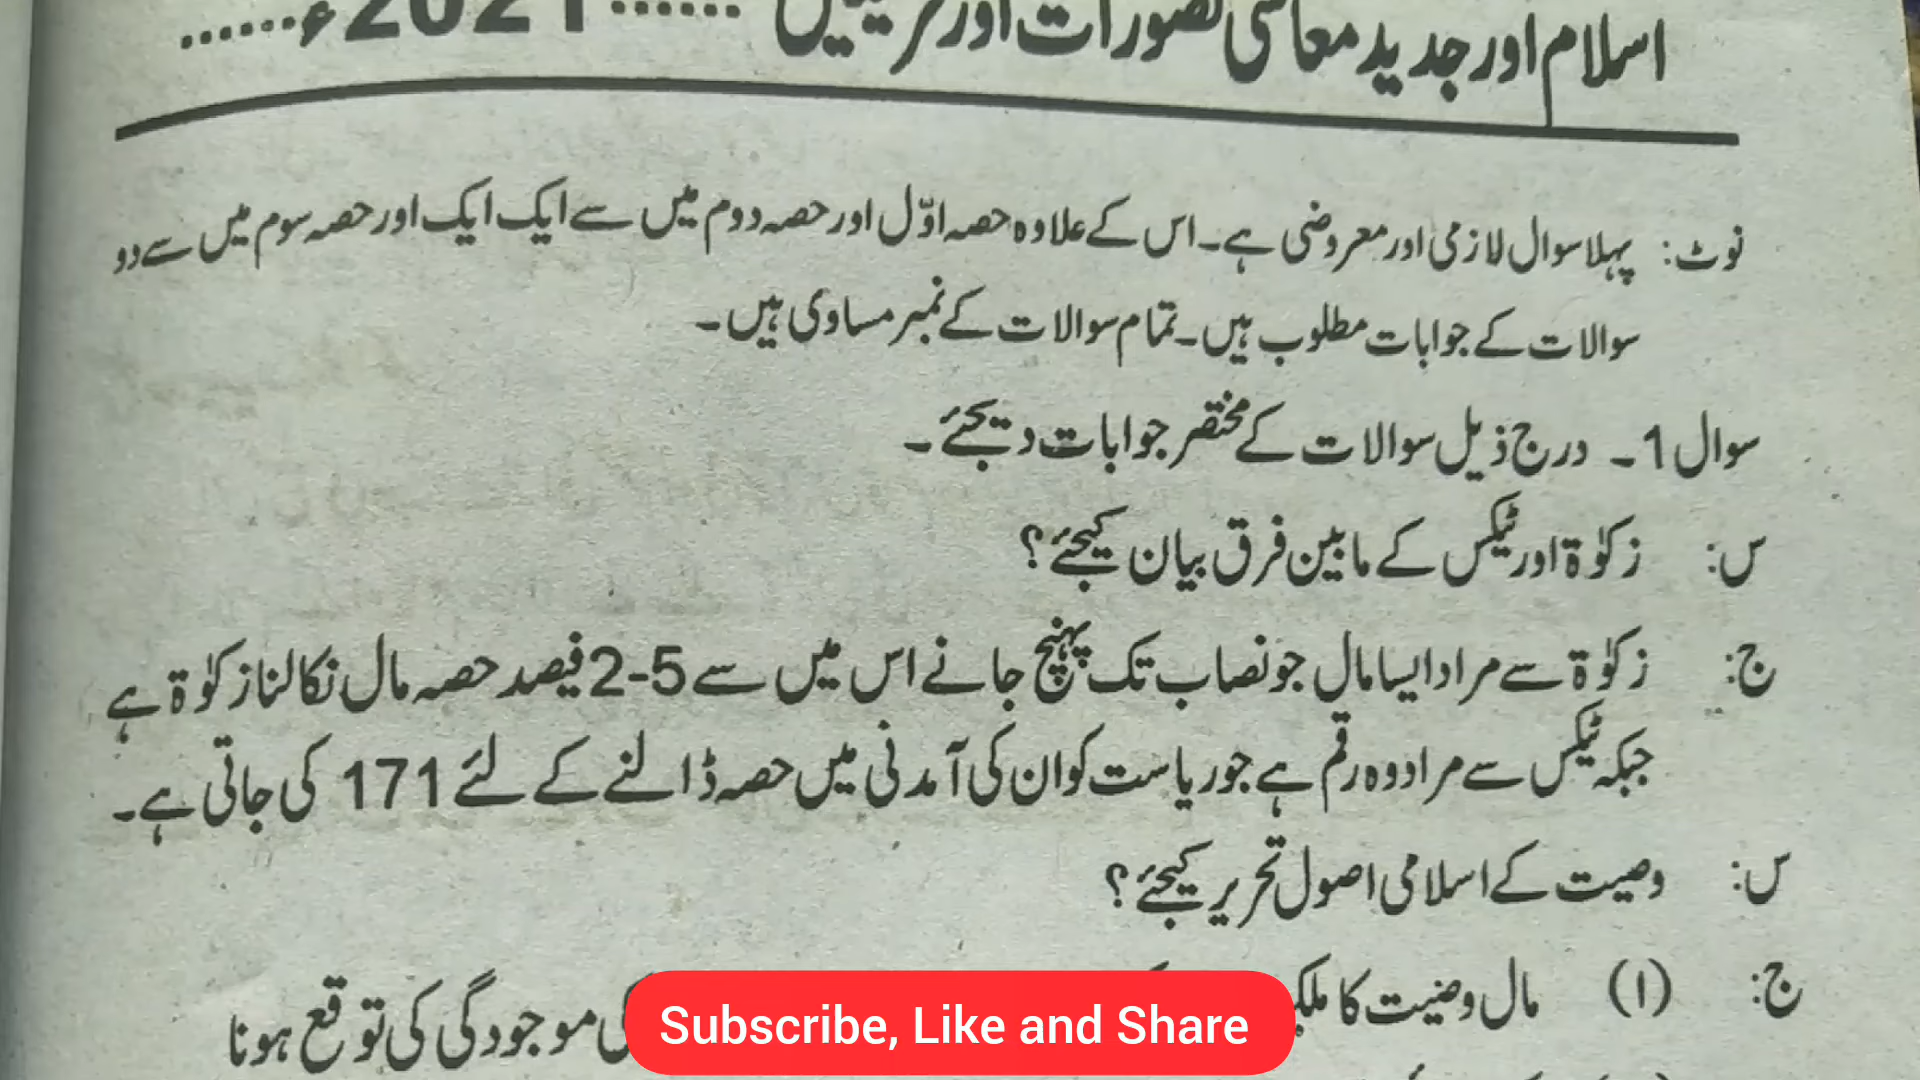 اسلام اور جدید معاشی تصورات اور تحریکیں ...... 2021ء ......
نوٹ: پہلا سوال لازمی اور معروضی ہے۔ اس کے علاوہ حصہ اوّل اور حصہ دوم میں سے ایک ایک اور حصہ سوم میں سے دو
سوالات کے جوابات مطلوب ہیں۔ تمام سوالات کے نمبر مساوی ہیں۔
سوال 1۔ درج ذیل سوالات کے مختصر جوابات دیجئے۔
س: زکوٰۃ اور ٹیکس کے مابین فرق بیان کیجئے؟
ج: زکوٰۃ سے مراد ایسا مال جو نصاب تک پہنچ جانے اس میں سے 5-2 فیصد حصہ مال نکالنا زکوٰۃ ہے
جبکہ ٹیکس سے مراد وہ رقم ہے جو ریاست کو ان کی آمدنی میں حصہ ڈالنے کے لئے 171 کی جاتی ہے۔
س: وصیت کے اسلامی اصول تحریر کیجئے؟
ج: (۱) مال وصیت کا موجودگی کی توقع ہونا
Subscribe, Like and Share